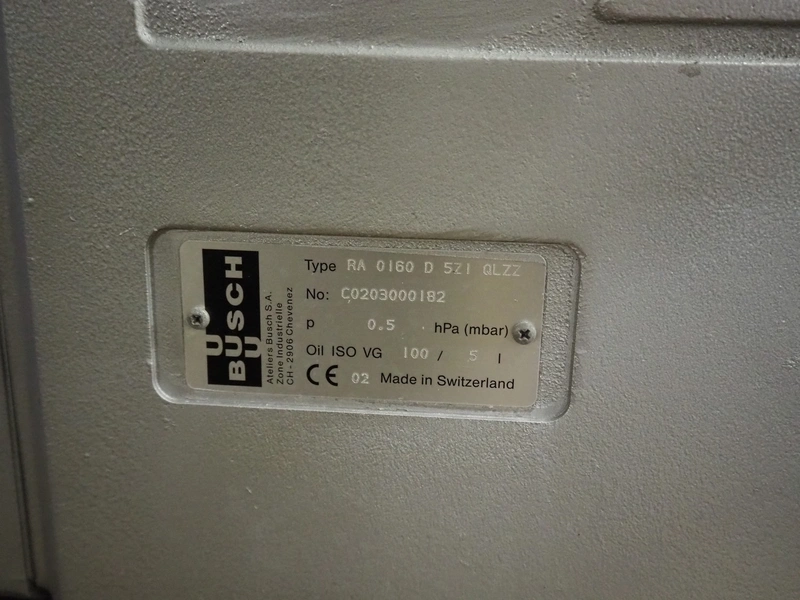 BUSCH
Ateliers Busch S.A.
Zone Industrielle
CH-2906 Chevenez
Type RA 0160 D 5Z1 QLZZ
No: C0203000182
p 0.5 hPa (mbar)
Oil ISO VG 100 / 5 l
CE 02 Made in Switzerland